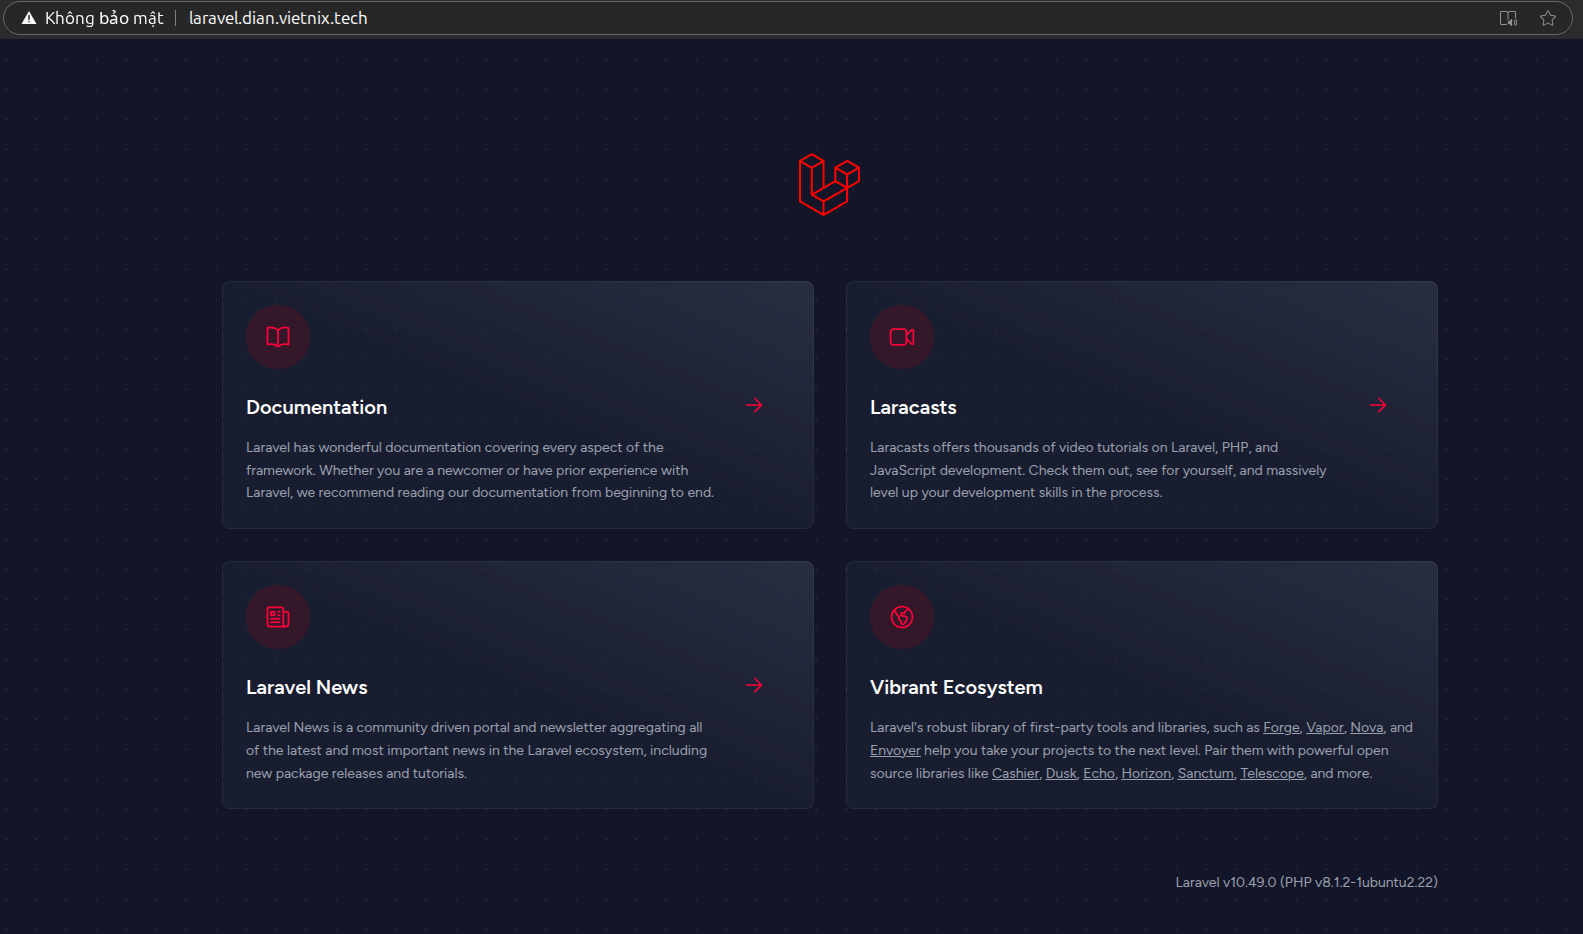 Không bảo mật | laravel.dian.vietnix.tech
Documentation
Laravel has wonderful documentation covering every aspect of the
framework. Whether you are a newcomer or have prior experience with
Laravel, we recommend reading our documentation from beginning to end.
Laracasts
Laracasts offers thousands of video tutorials on Laravel, PHP, and
JavaScript development. Check them out, see for yourself, and massively
level up your development skills in the process.
Laravel News
Laravel News is a community driven portal and newsletter aggregating all
of the latest and most important news in the Laravel ecosystem, including
new package releases and tutorials.
Vibrant Ecosystem
Laravel's robust library of first-party tools and libraries, such as Forge, Vapor, Nova, and
Envoyer help you take your projects to the next level. Pair them with powerful open
source libraries like Cashier, Dusk, Echo, Horizon, Sanctum, Telescope, and more.
Laravel v10.49.0 (PHP v8.1.2-1ubuntu2.22)